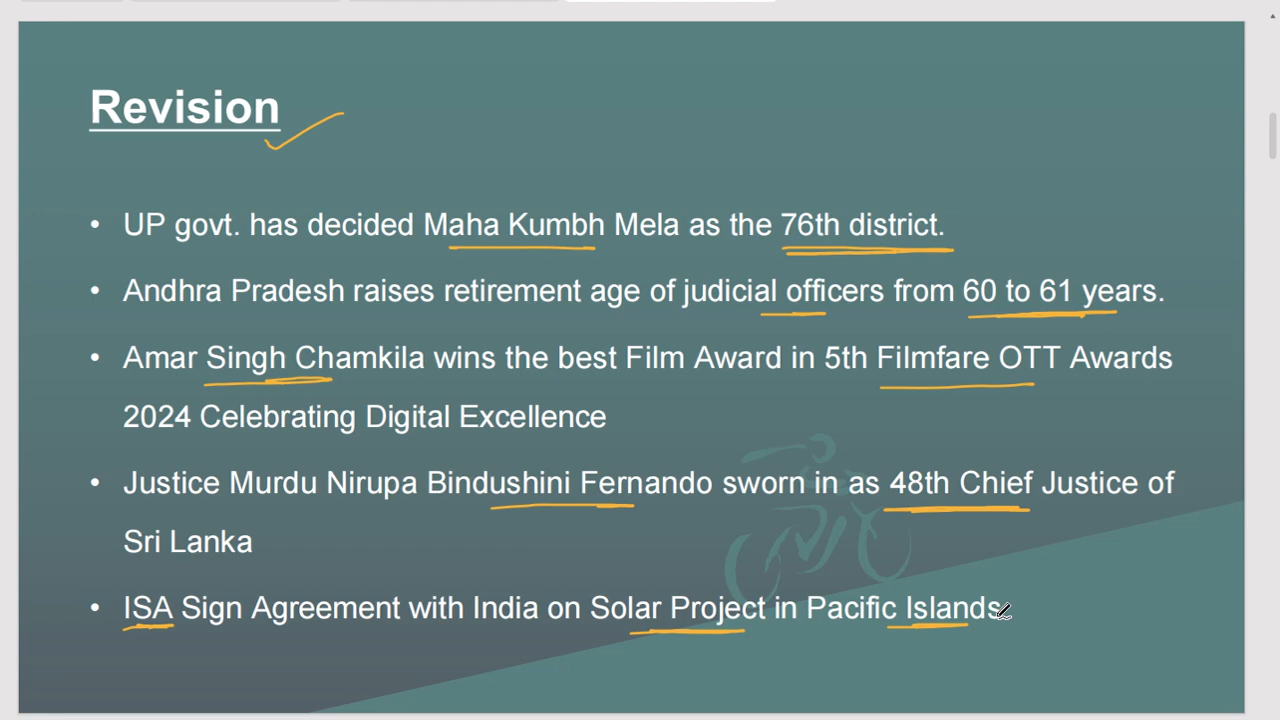 Revision
• UP govt. has decided Maha Kumbh Mela as the 76th district.
• Andhra Pradesh raises retirement age of judicial officers from 60 to 61 years.
• Amar Singh Chamkila wins the best Film Award in 5th Filmfare OTT Awards
2024 Celebrating Digital Excellence
• Justice Murdu Nirupa Bindushini Fernando sworn in as 48th Chief Justice of
Sri Lanka
• ISA Sign Agreement with India on Solar Project in Pacific Islands